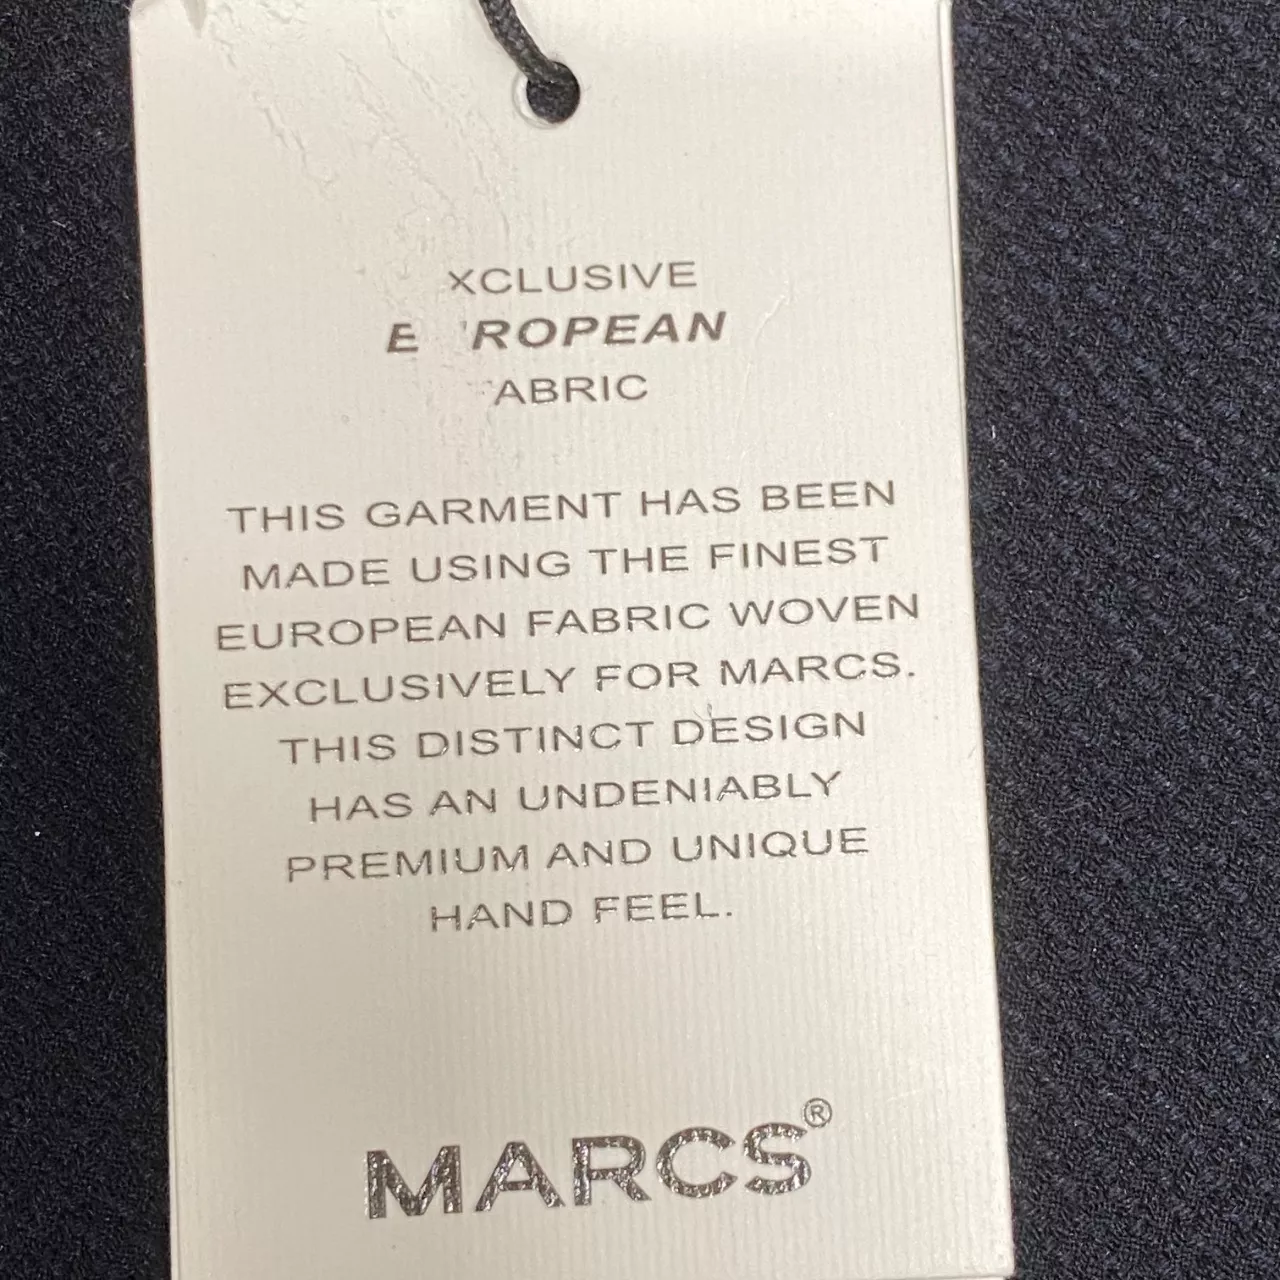 XCLUSIVE
E ROPEAN
ABRIC
THIS GARMENT HAS BEEN
MADE USING THE FINEST
EUROPEAN FABRIC WOVEN
EXCLUSIVELY FOR MARCS.
THIS DISTINCT DESIGN
HAS AN UNDENIABLY
PREMIUM AND UNIQUE
HAND FEEL.
MARCS®